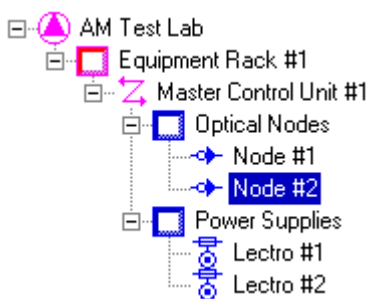 AM Test Lab
Equipment Rack #1
Master Control Unit #1
Optical Nodes
Node #1
Node #2
Power Supplies
Lectro #1
Lectro #2